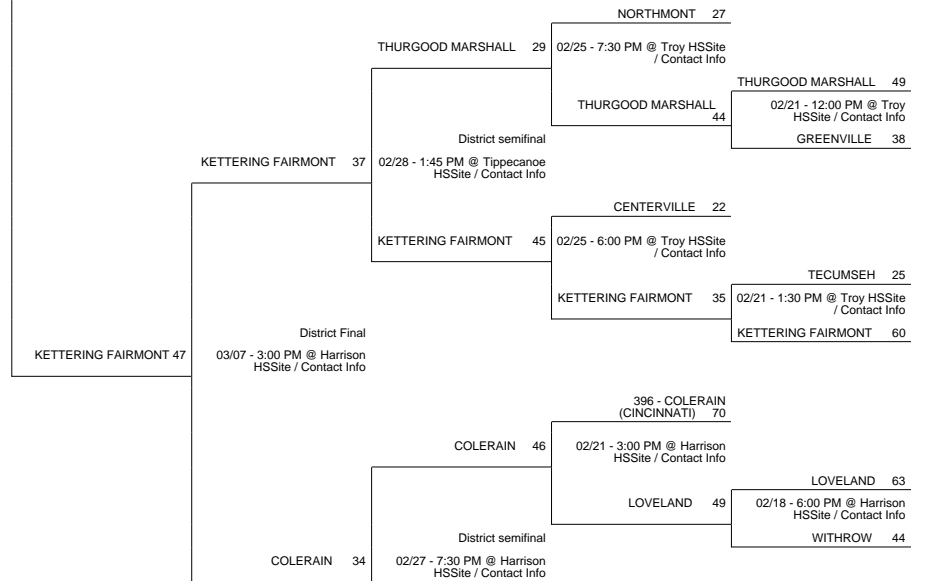 NORTHMONT 27
THURGOOD MARSHALL 29
02/25 - 7:30 PM @ Troy HSSite
/ Contact Info
THURGOOD MARSHALL 49
THURGOOD MARSHALL
44
02/21 - 12:00 PM @ Troy
HSSite / Contact Info
GREENVILLE 38
District semifinal
KETTERING FAIRMONT 37
02/28 - 1:45 PM @ Tippecanoe
HSSite / Contact Info
CENTERVILLE 22
KETTERING FAIRMONT 45
02/25 - 6:00 PM @ Troy HSSite
/ Contact Info
TECUMSEH 25
KETTERING FAIRMONT 35
02/21 - 1:30 PM @ Troy HSSite
/ Contact Info
KETTERING FAIRMONT 60
District Final
KETTERING FAIRMONT 47
03/07 - 3:00 PM @ Harrison
HSSite / Contact Info
396 - COLERAIN
(CINCINNATI) 70
COLERAIN 46
02/21 - 3:00 PM @ Harrison
HSSite / Contact Info
LOVELAND 63
LOVELAND 49
02/18 - 6:00 PM @ Harrison
HSSite / Contact Info
WITHROW 44
District semifinal
COLERAIN 34
02/27 - 7:30 PM @ Harrison
HSSite / Contact Info